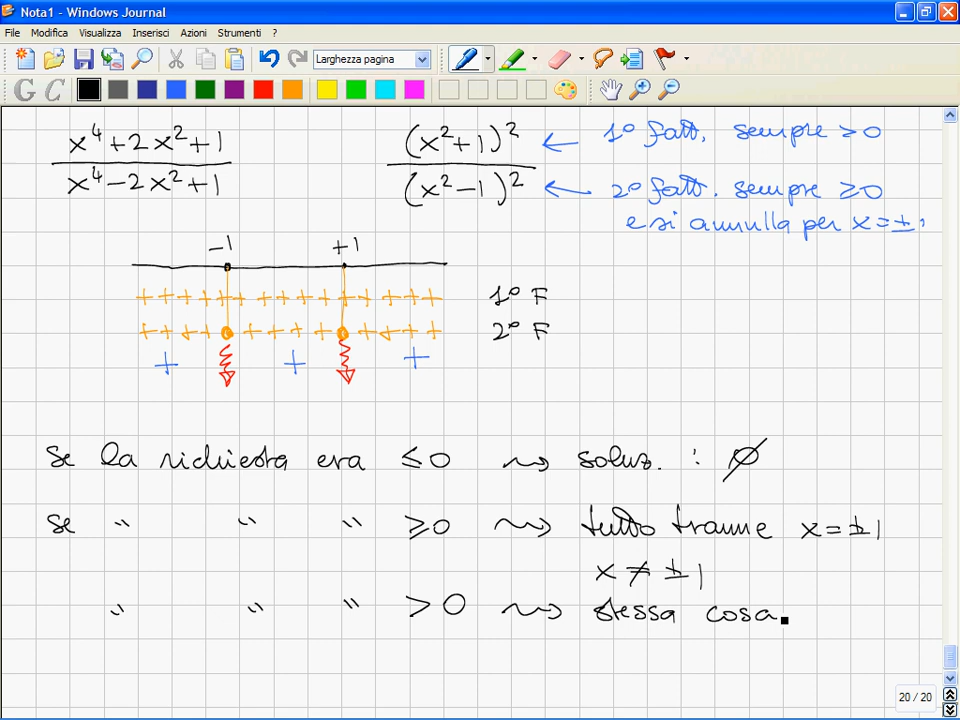 Nota1 - Windows Journal
File Modifica Visualizza Inserisci Azioni Strumenti ?
Larghezza pagina
G C
x⁴+2x²+1 / x⁴-2x²+1
(x²+1)² / (x²-1)²
← 1° fatt. sempre >0
← 2° fatt. sempre ≥0
e si annulla per x=±1
-1 +1
+++++ +++++ +++ 1° F
++++ ++++ ++++ 2° F
+ + +
se la richiesta era ≤0 ⇝ soluz. : ∅
se " " " ≥0 ⇝ tutto tranne x=±1
x≠±1
" " " >0 ⇝ stessa cosa.
20 / 20